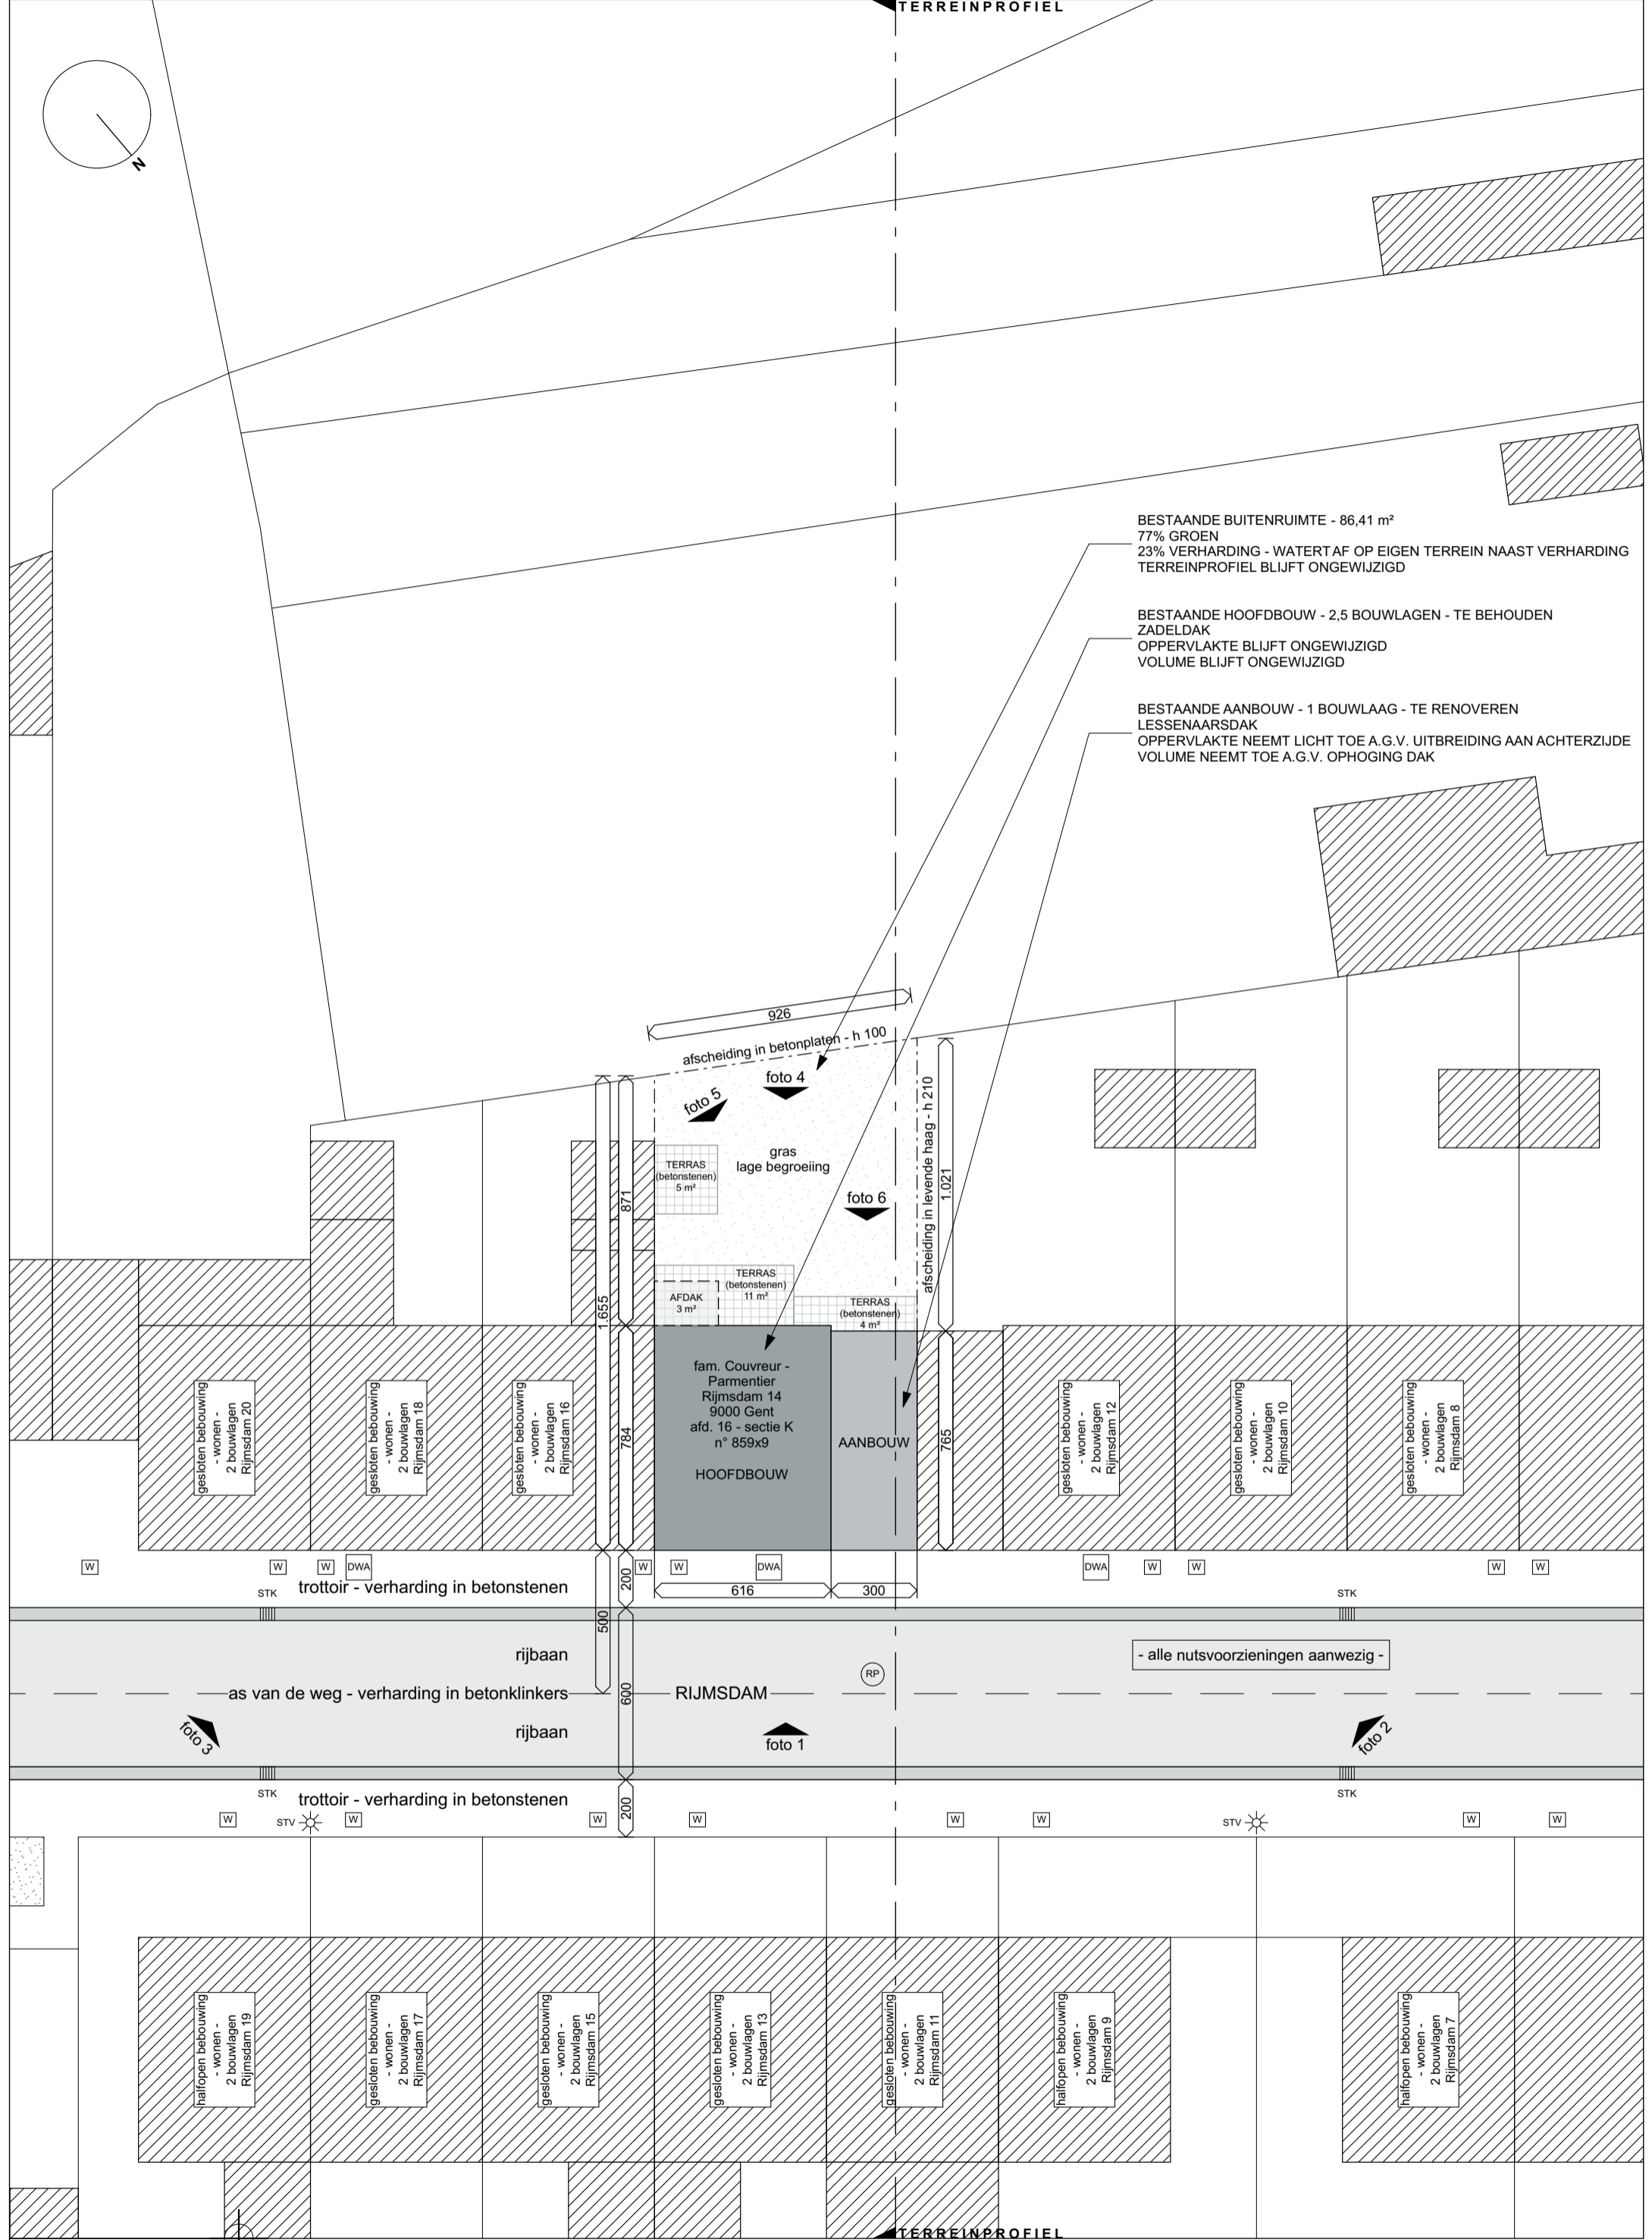 TERREINPROFIEL
N
BESTAANDE BUITENRUIMTE - 86,41 m²
77% GROEN
23% VERHARDING - WATERT AF OP EIGEN TERREIN NAAST VERHARDING
TERREINPROFIEL BLIJFT ONGEWIJZIGD
BESTAANDE HOOFDBOUW - 2,5 BOUWLAGEN - TE BEHOUDEN
ZADELDAK
OPPERVLAKTE BLIJFT ONGEWIJZIGD
VOLUME BLIJFT ONGEWIJZIGD
BESTAANDE AANBOUW - 1 BOUWLAAG - TE RENOVEREN
LESSENAARSDAK
OPPERVLAKTE NEEMT LICHT TOE A.G.V. UITBREIDING AAN ACHTERZIJDE
VOLUME NEEMT TOE A.G.V. OPHOGING DAK
926
afscheiding in betonplaten - h 100
foto 4
foto 5
gras
lage begroeiing
TERRAS
(betonstenen)
5 m²
foto 6
871
1.021
afscheiding in levende haag - h 210
1.655
TERRAS
(betonstenen)
11 m²
AFDAK
3 m²
TERRAS
(betonstenen)
4 m²
gesloten bebouwing
- wonen -
2 bouwlagen
Rijmsdam 20
gesloten bebouwing
- wonen -
2 bouwlagen
Rijmsdam 18
gesloten bebouwing
- wonen -
2 bouwlagen
Rijmsdam 16
784
fam. Couvreur -
Parmentier
Rijmsdam 14
9000 Gent
afd. 16 - sectie K
n° 859x9
HOOFDBOUW
AANBOUW
765
gesloten bebouwing
- wonen -
2 bouwlagen
Rijmsdam 12
gesloten bebouwing
- wonen -
2 bouwlagen
Rijmsdam 10
gesloten bebouwing
- wonen -
2 bouwlagen
Rijmsdam 8
W
W
W
DWA
W
W
DWA
DWA
W
W
W
W
STK
trottoir - verharding in betonstenen
200
616
300
STK
500
rijbaan
- alle nutsvoorzieningen aanwezig -
RP
as van de weg - verharding in betonklinkers
600
RIJMSDAM
foto 3
rijbaan
foto 1
foto 2
STK
trottoir - verharding in betonstenen
200
STK
W
STV
W
W
W
W
W
STV
W
W
halfopen bebouwing
- wonen -
2 bouwlagen
Rijmsdam 19
gesloten bebouwing
- wonen -
2 bouwlagen
Rijmsdam 17
gesloten bebouwing
- wonen -
2 bouwlagen
Rijmsdam 15
gesloten bebouwing
- wonen -
2 bouwlagen
Rijmsdam 13
gesloten bebouwing
- wonen -
2 bouwlagen
Rijmsdam 11
halfopen bebouwing
- wonen -
2 bouwlagen
Rijmsdam 9
halfopen bebouwing
- wonen -
2 bouwlagen
Rijmsdam 7
TERREINPROFIEL